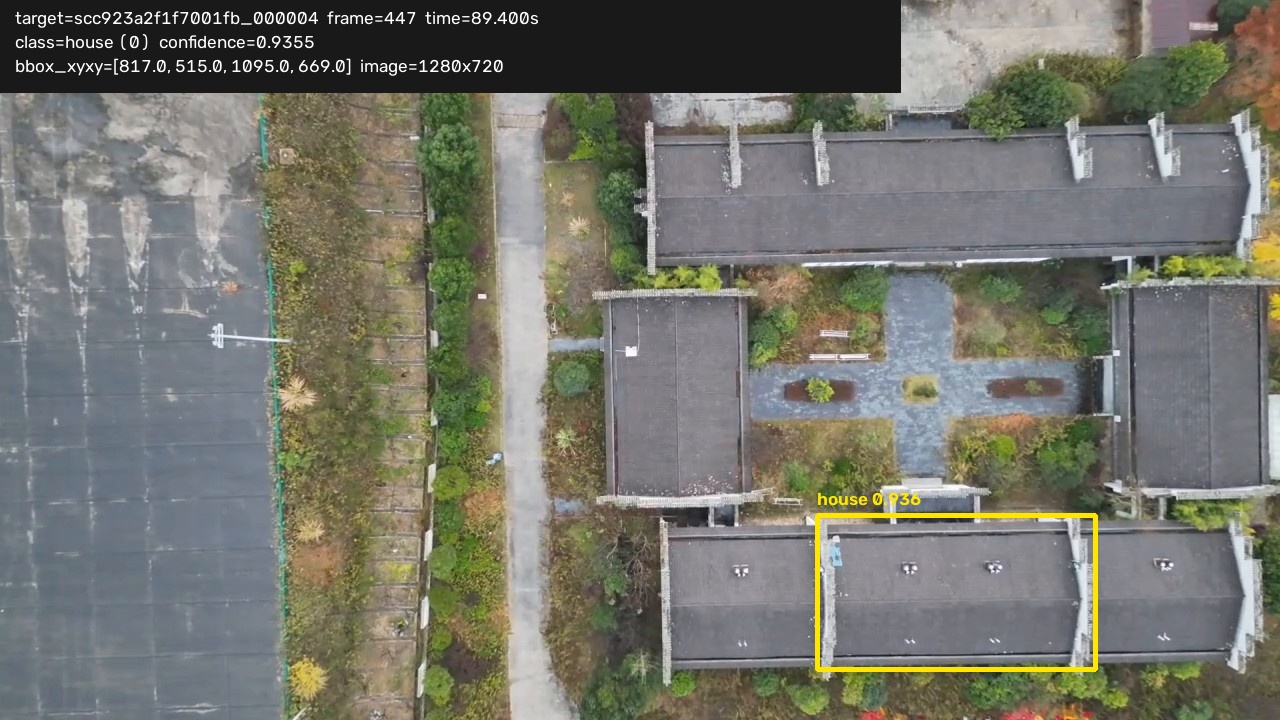 target=scc923a2f1f7001fb_000004 frame=447 time=89.400s
class=house (0) confidence=0.9355
bbox_xyxy=[817.0, 515.0, 1095.0, 669.0] image=1280x720
house 0.936